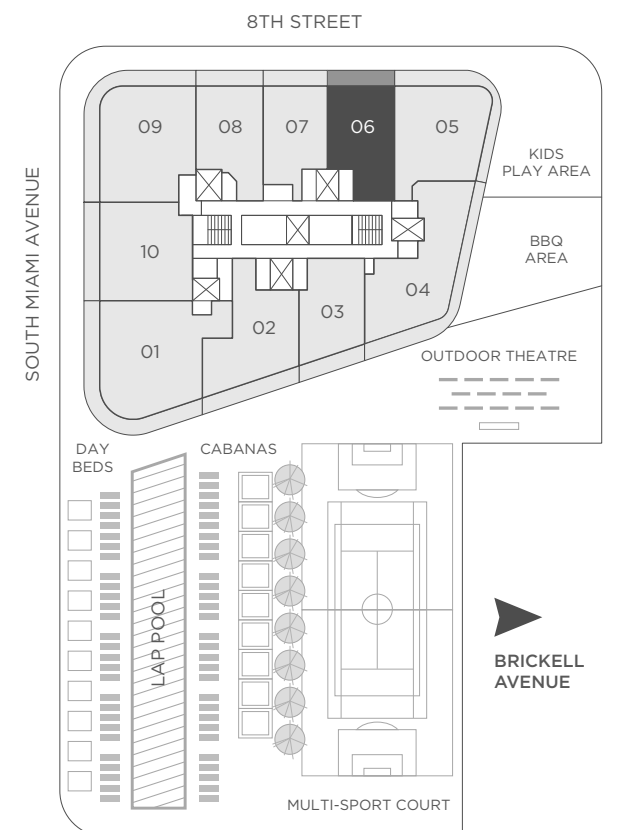 8TH STREET
SOUTH MIAMI AVENUE
09
08
07
06
05
KIDS
PLAY AREA
BBQ
AREA
10
04
03
02
01
OUTDOOR THEATRE
DAY
BEDS
CABANAS
LAP POOL
BRICKELL
AVENUE
MULTI-SPORT COURT